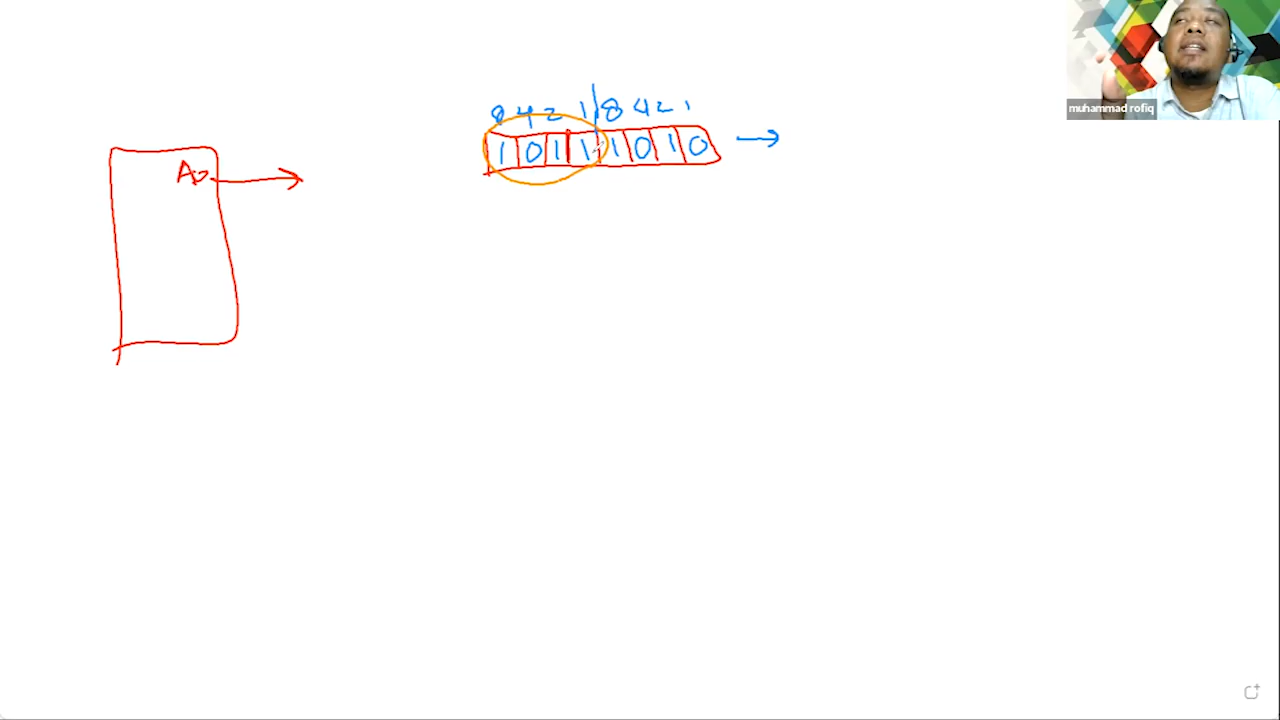 8 4 2 1 8 4 2 1
1 0 1 1 1 0 1 0
A0
muhammad rofiq